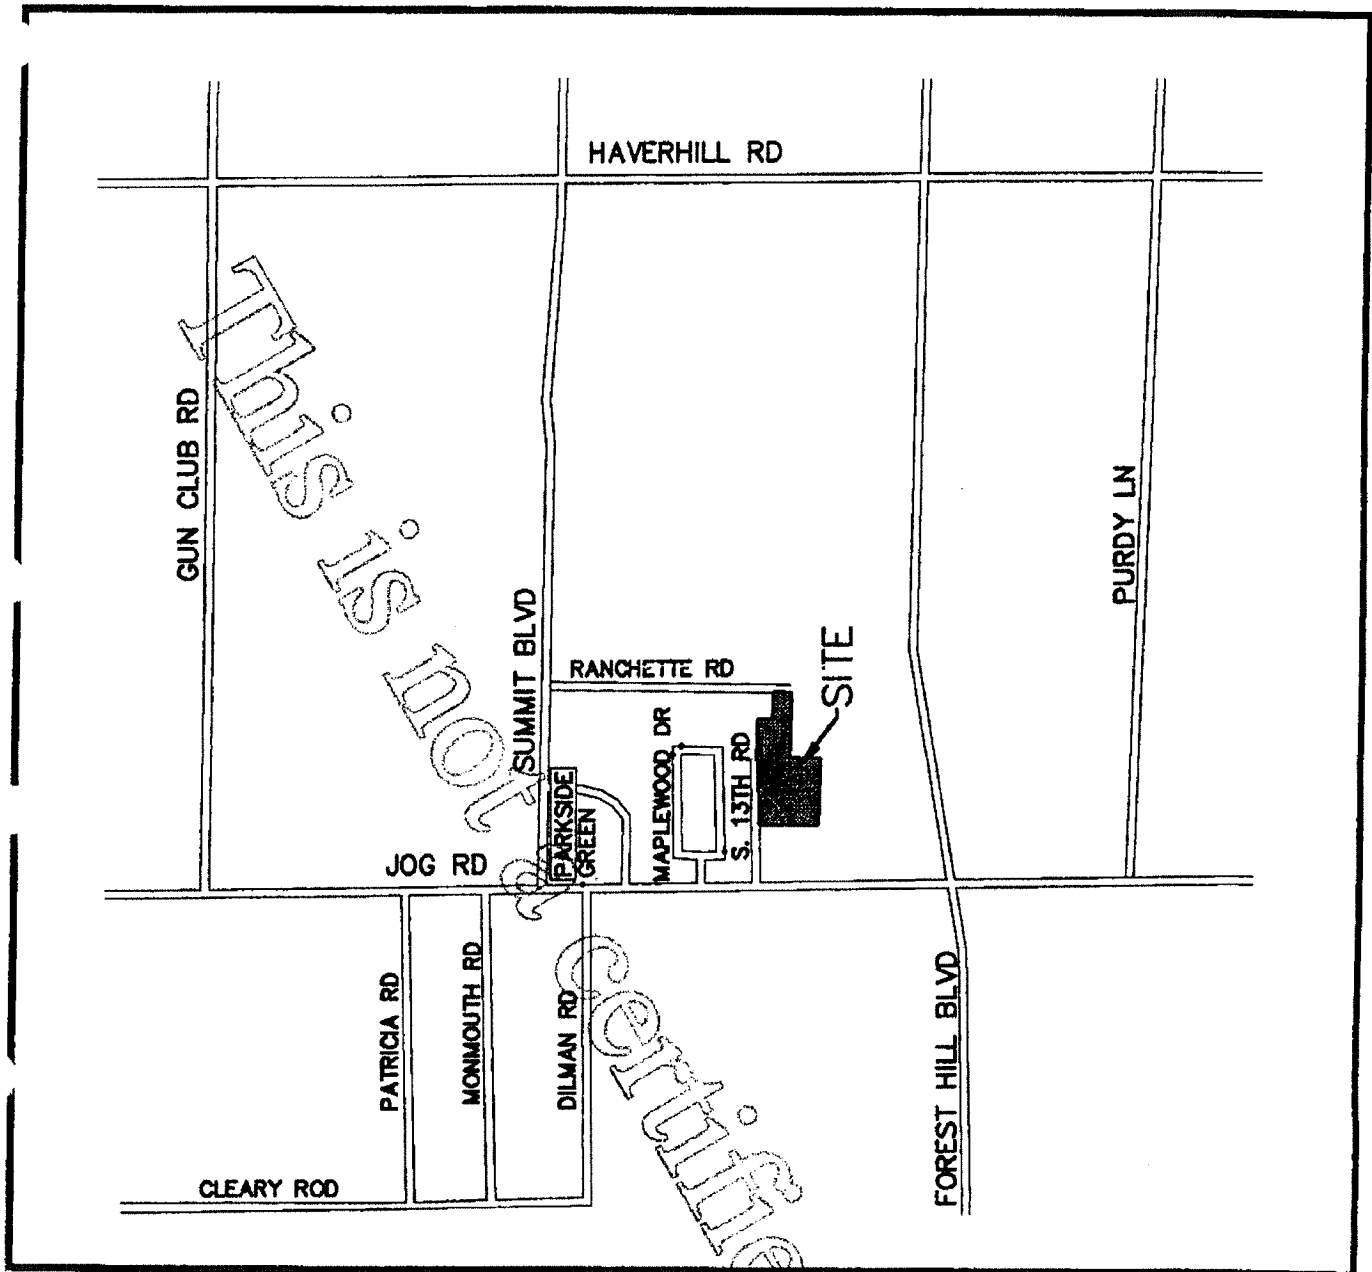 HAVERHILL RD
GUN CLUB RD
PURDY LN
SUMMIT BLVD
RANCHETTE RD
SITE
MAPLEWOOD DR
S. 13TH RD
PARKSIDE
GREEN
JOG RD
PATRICIA RD
MONMOUTH RD
DILMAN RD
FOREST HILL BLVD
CLEARY ROD
This is not a certifie